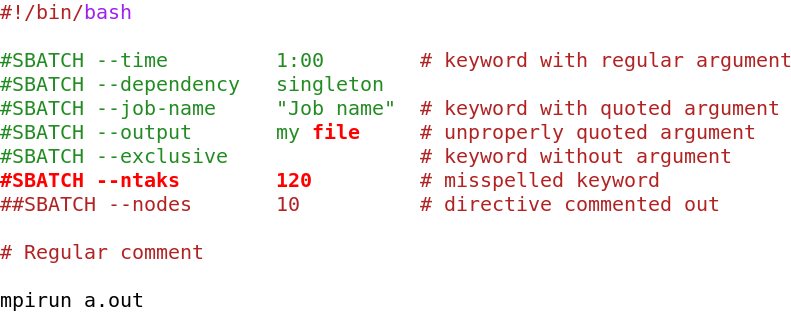 #!/bin/bash
#SBATCH --time         1:00        # keyword with regular argument
#SBATCH --dependency   singleton
#SBATCH --job-name     "Job name"  # keyword with quoted argument
#SBATCH --output       my file     # unproperly quoted argument
#SBATCH --exclusive                # keyword without argument
#SBATCH --ntaks        120         # misspelled keyword
##SBATCH --nodes       10          # directive commented out
# Regular comment
mpirun a.out